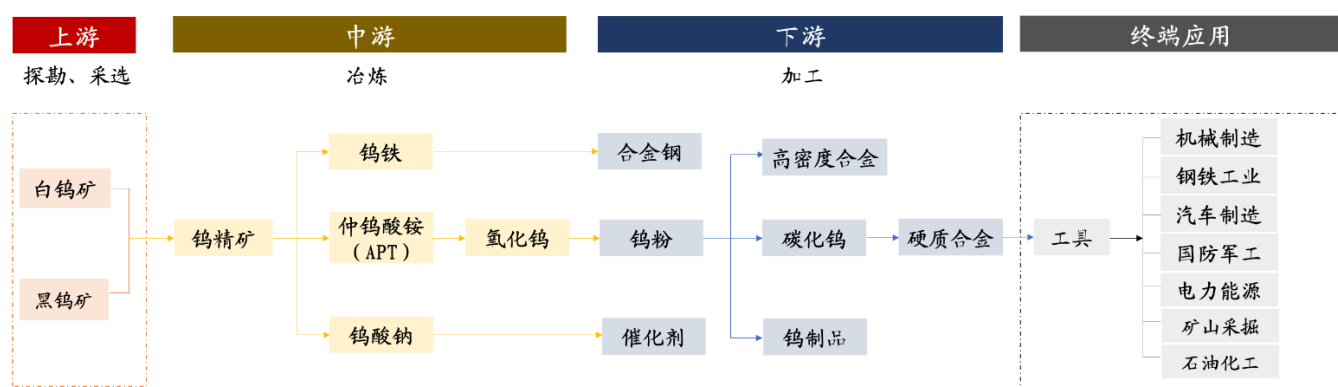 上游
中游
下游
终端应用
探勘、采选
冶炼
加工
白钨矿
黑钨矿
钨精矿
钨铁
仲钨酸铵
（APT）
钨酸钠
氧化钨
合金钢
钨粉
催化剂
高密度合金
碳化钨
钨制品
硬质合金
工具
机械制造
钢铁工业
汽车制造
国防军工
电力能源
矿山采掘
石油化工